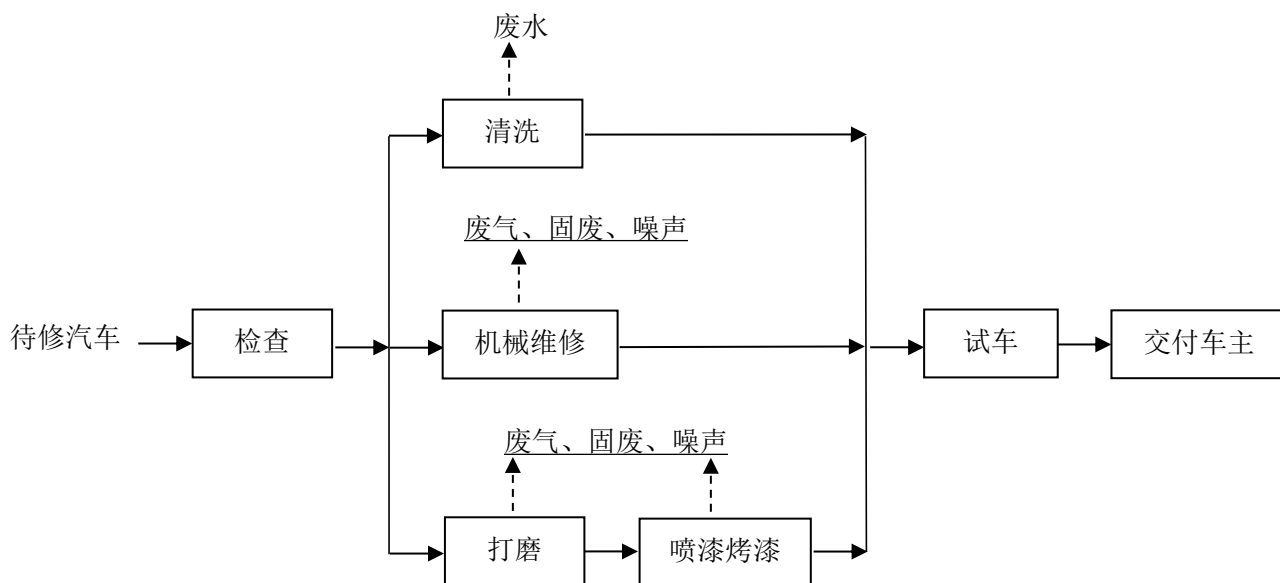 废水
清洗
废气、固废、噪声
待修汽车
检查
机械维修
试车
交付车主
废气、固废、噪声
打磨
喷漆烤漆